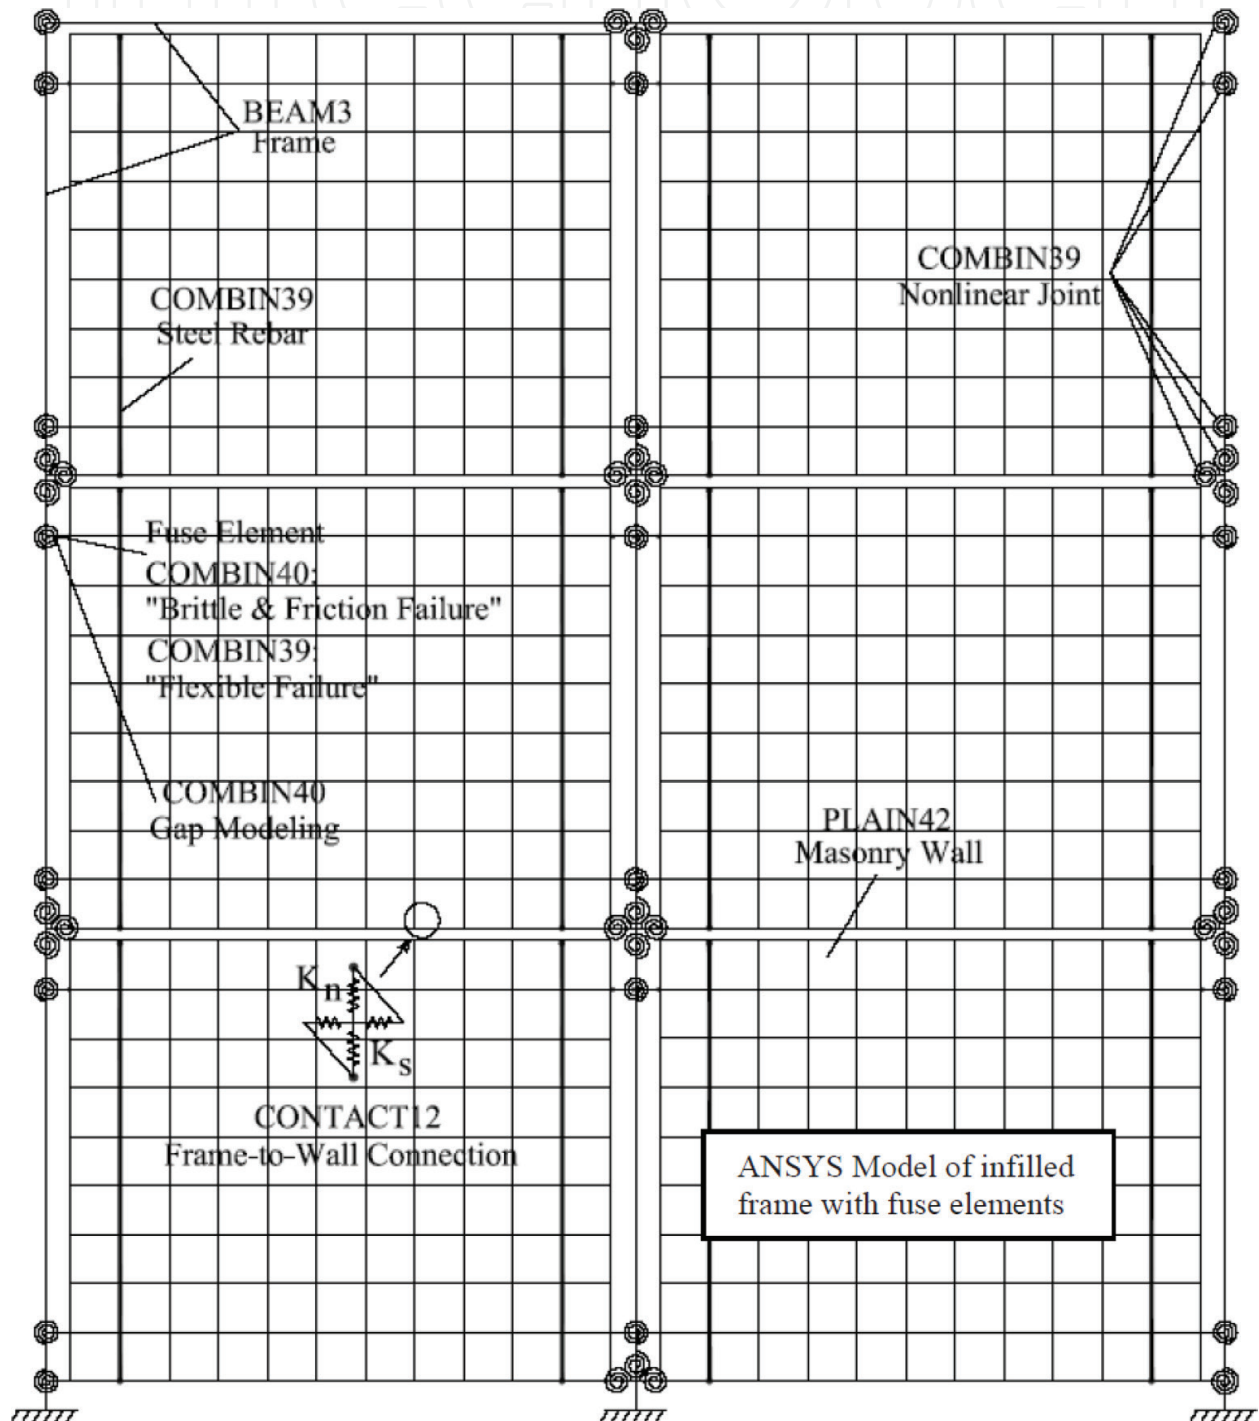 BEAM3
Frame
COMBIN39
Nonlinear Joint
COMBIN39
Steel Rebar
Fuse Element
COMBIN40:
"Brittle & Friction Failure"
COMBIN39:
"Flexible Failure"
COMBIN40
Gap Modeling
PLAIN42
Masonry Wall
Kn
Ks
CONTACT12
Frame-to-Wall Connection
ANSYS Model of infilled
frame with fuse elements